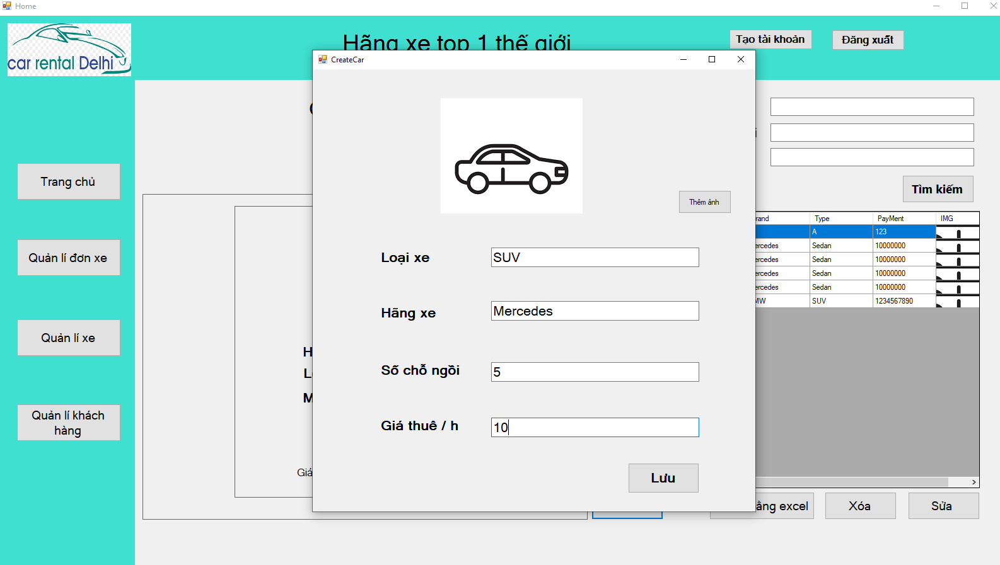 Home
car rental Delhi
Hãng xe top 1 thế giới
Tạo tài khoản
Đăng xuất
CreateCar
Trang chủ
Quản lí đơn xe
Quản lí xe
Quản lí khách
hàng
Thêm ảnh
Loại xe
SUV
Hãng xe
Mercedes
Số chỗ ngồi
5
Giá thuê / h
10
Lưu
H
M
Giá
Tìm kiếm
rand Type PayMent IMG
A 123
ercedes Sedan 10000000
ercedes Sedan 10000000
ercedes Sedan 10000000
ercedes Sedan 10000000
MW SUV 1234567890
ằng excel
Xóa
Sửa